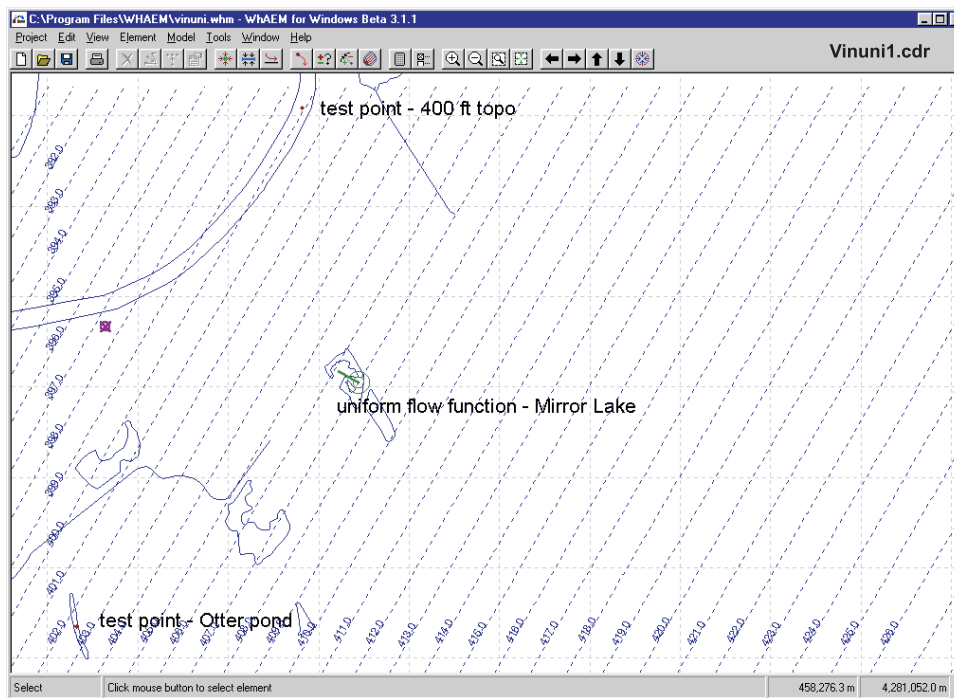 C:\Program Files\WHAEM\vinuni.whm - WhAEM for Windows Beta 3.1.1
Project Edit View Element Model Tools Window Help
Vinuni1.cdr
test point - 400 ft topo
392.0
393.0
394.0
395.0
396.0
397.0
uniform flow function - Mirror Lake
398.0
399.0
400.0
401.0
test point - Otter pond
402.0 403.0 404.0 405.0 406.0 407.0 408.0 409.0 410.0 411.0 412.0 413.0 414.0 415.0 416.0 417.0 418.0 419.0 420.0 421.0 422.0 423.0 424.0
Select Click mouse button to select element 458,276.3 m 4,281,052.0 m